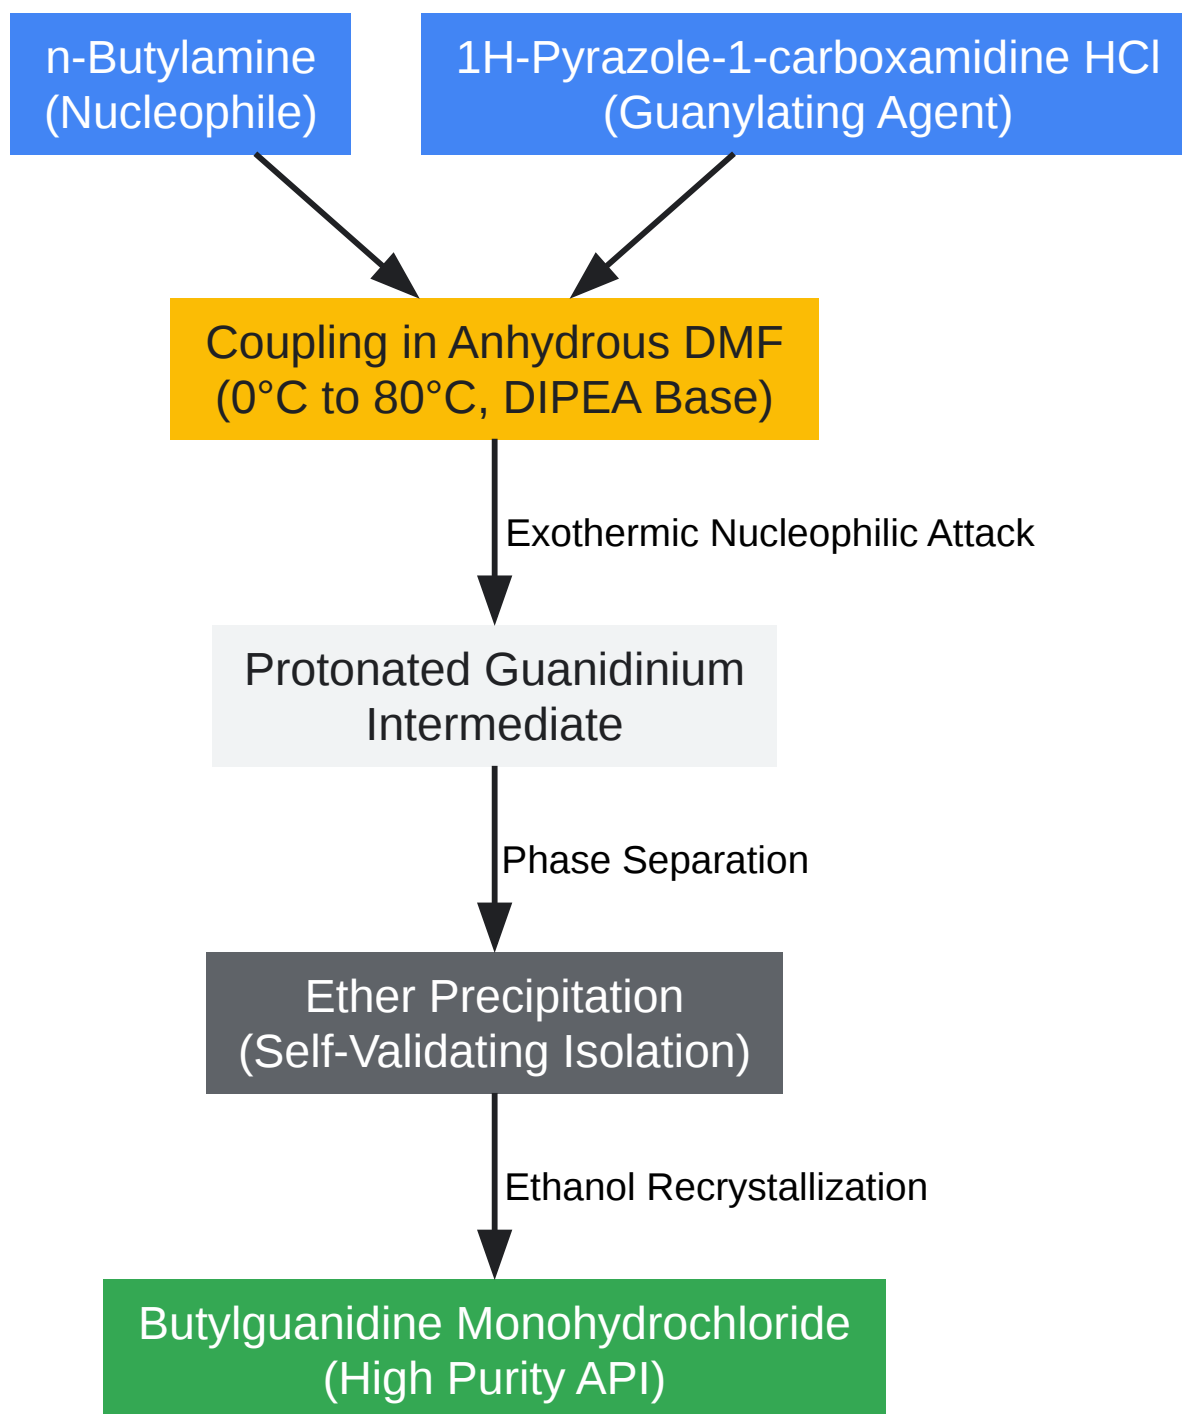 n-Butylamine
(Nucleophile)
1H-Pyrazole-1-carboxamidine HCl
(Guanylating Agent)
Coupling in Anhydrous DMF
(0°C to 80°C, DIPEA Base)
Exothermic Nucleophilic Attack
Protonated Guanidinium
Intermediate
Phase Separation
Ether Precipitation
(Self-Validating Isolation)
Ethanol Recrystallization
Butylguanidine Monohydrochloride
(High Purity API)